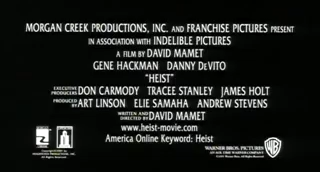 MORGAN CREEK PRODUCTIONS, INC. AND FRANCHISE PICTURES PRESENT
IN ASSOCIATION WITH INDELIBLE PICTURES
A FILM BY DAVID MAMET
GENE HACKMAN DANNY DeVITO
"HEIST"
EXECUTIVE PRODUCERS DON CARMODY TRACEE STANLEY JAMES HOLT
PRODUCED BY ART LINSON ELIE SAMAHA ANDREW STEVENS
WRITTEN AND DIRECTED BY DAVID MAMET
www.heist-movie.com
America Online Keyword: Heist
WARNER BROS. PICTURES
WB